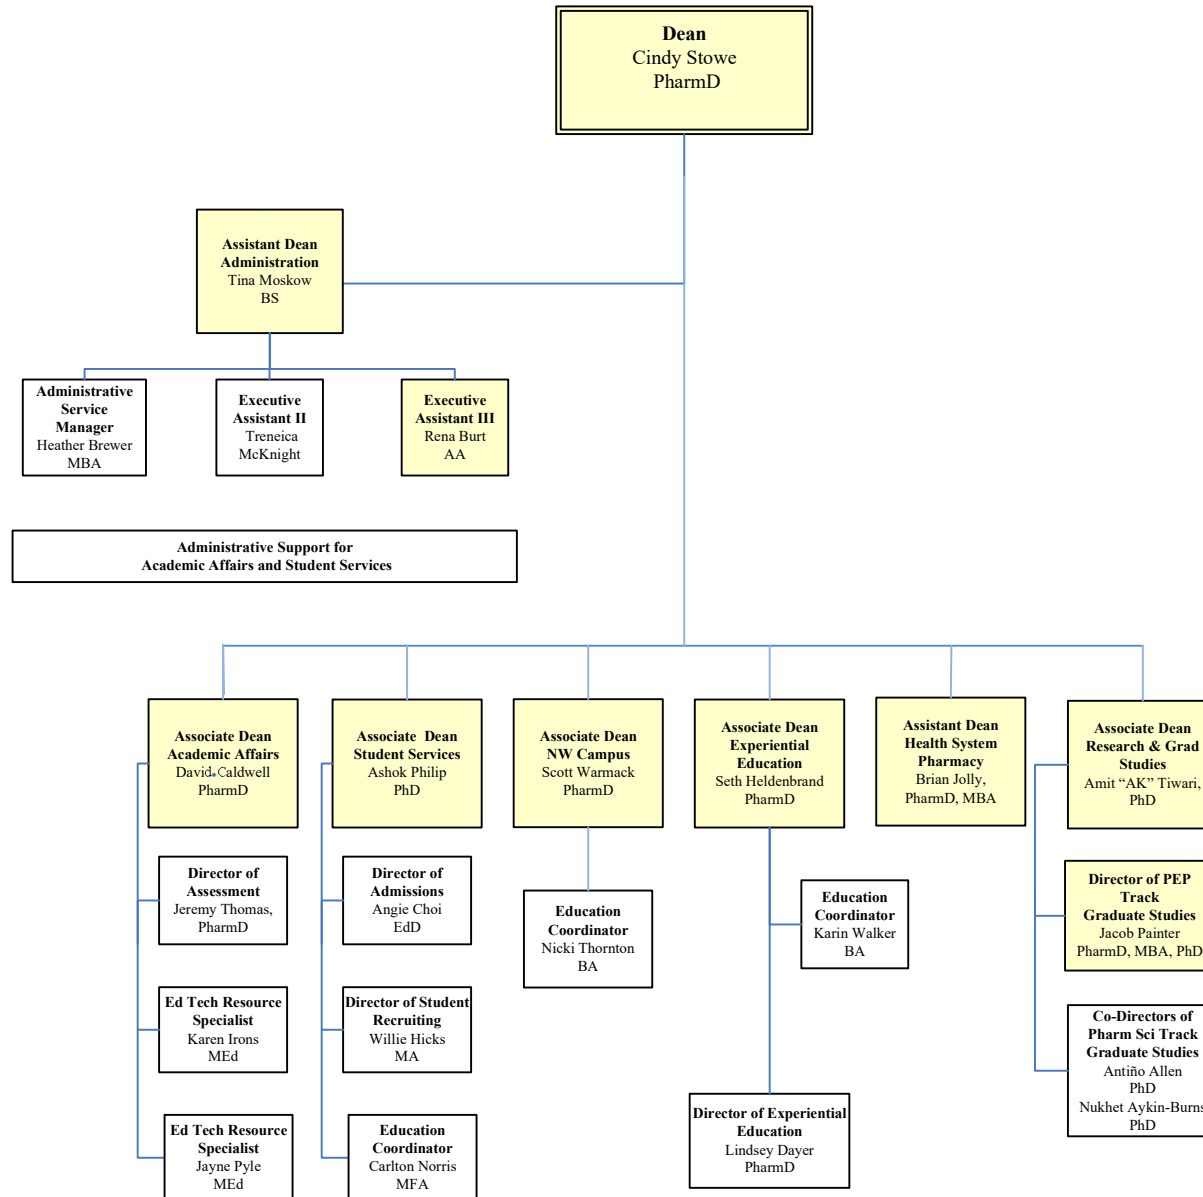 Dean
Cindy Stowe
PharmD
Assistant Dean
Administration
Tina Moskow
BS
Administrative
Service
Manager
Heather Brewer
MBA
Executive
Assistant II
Treneica
McKnight
Executive
Assistant III
Rena Burt
AA
Administrative Support for
Academic Affairs and Student Services
Associate Dean
Academic Affairs
David Caldwell
PharmD
Associate Dean
Student Services
Ashok Philip
PhD
Associate Dean
NW Campus
Scott Warmack
PharmD
Associate Dean
Experiential
Education
Seth Heldenbrand
PharmD
Assistant Dean
Health System
Pharmacy
Brian Jolly,
PharmD, MBA
Associate Dean
Research & Grad
Studies
Amit “AK” Tiwari,
PhD
Director of
Assessment
Jeremy Thomas,
PharmD
Director of
Admissions
Angie Choi
EdD
Education
Coordinator
Nicki Thornton
BA
Education
Coordinator
Karin Walker
BA
Director of PEP
Track
Graduate Studies
Jacob Painter
PharmD, MBA, PhD
Ed Tech Resource
Specialist
Karen Irons
MEd
Director of Student
Recruiting
Willie Hicks
MA
Co-Directors of
Pharm Sci Track
Graduate Studies
Antiño Allen
PhD
Nukhet Aykin-Burns
PhD
Ed Tech Resource
Specialist
Jayne Pyle
MEd
Education
Coordinator
Carlton Norris
MFA
Director of Experiential
Education
Lindsey Dayer
PharmD